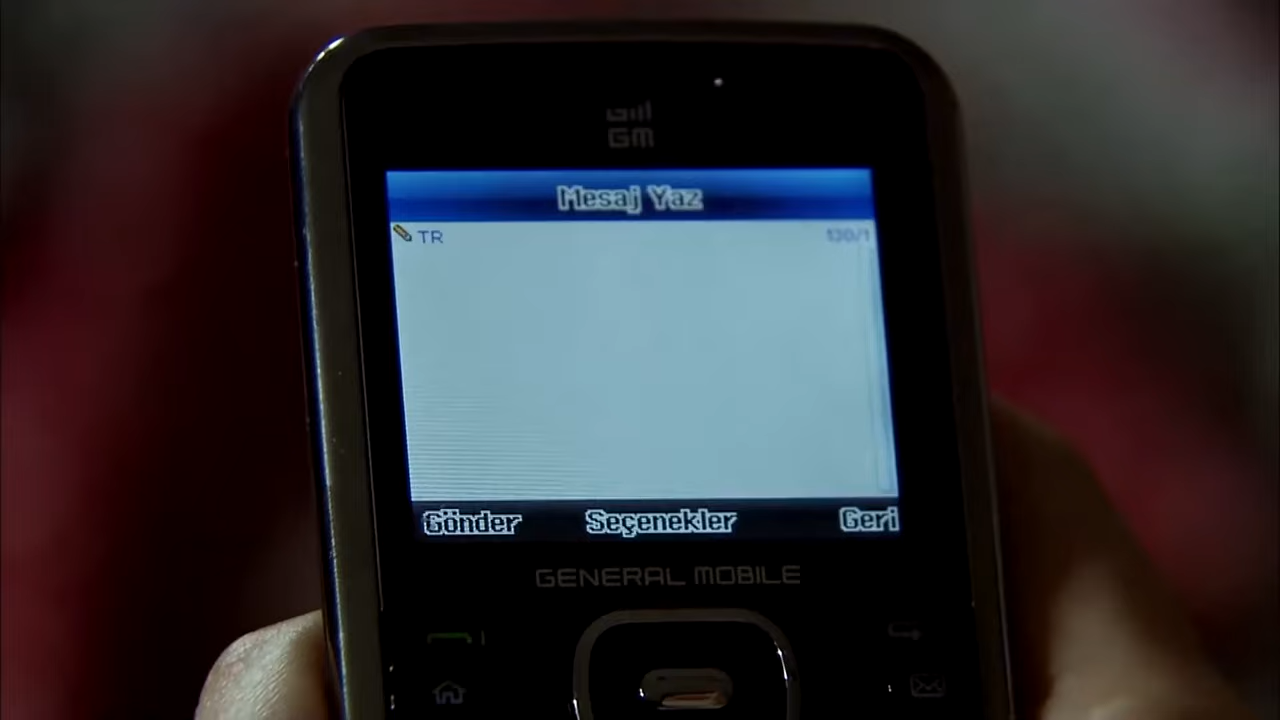 GM
Mesaj Yaz
TR 130/1
Gönder Seçenekler Geri
GENERAL MOBILE